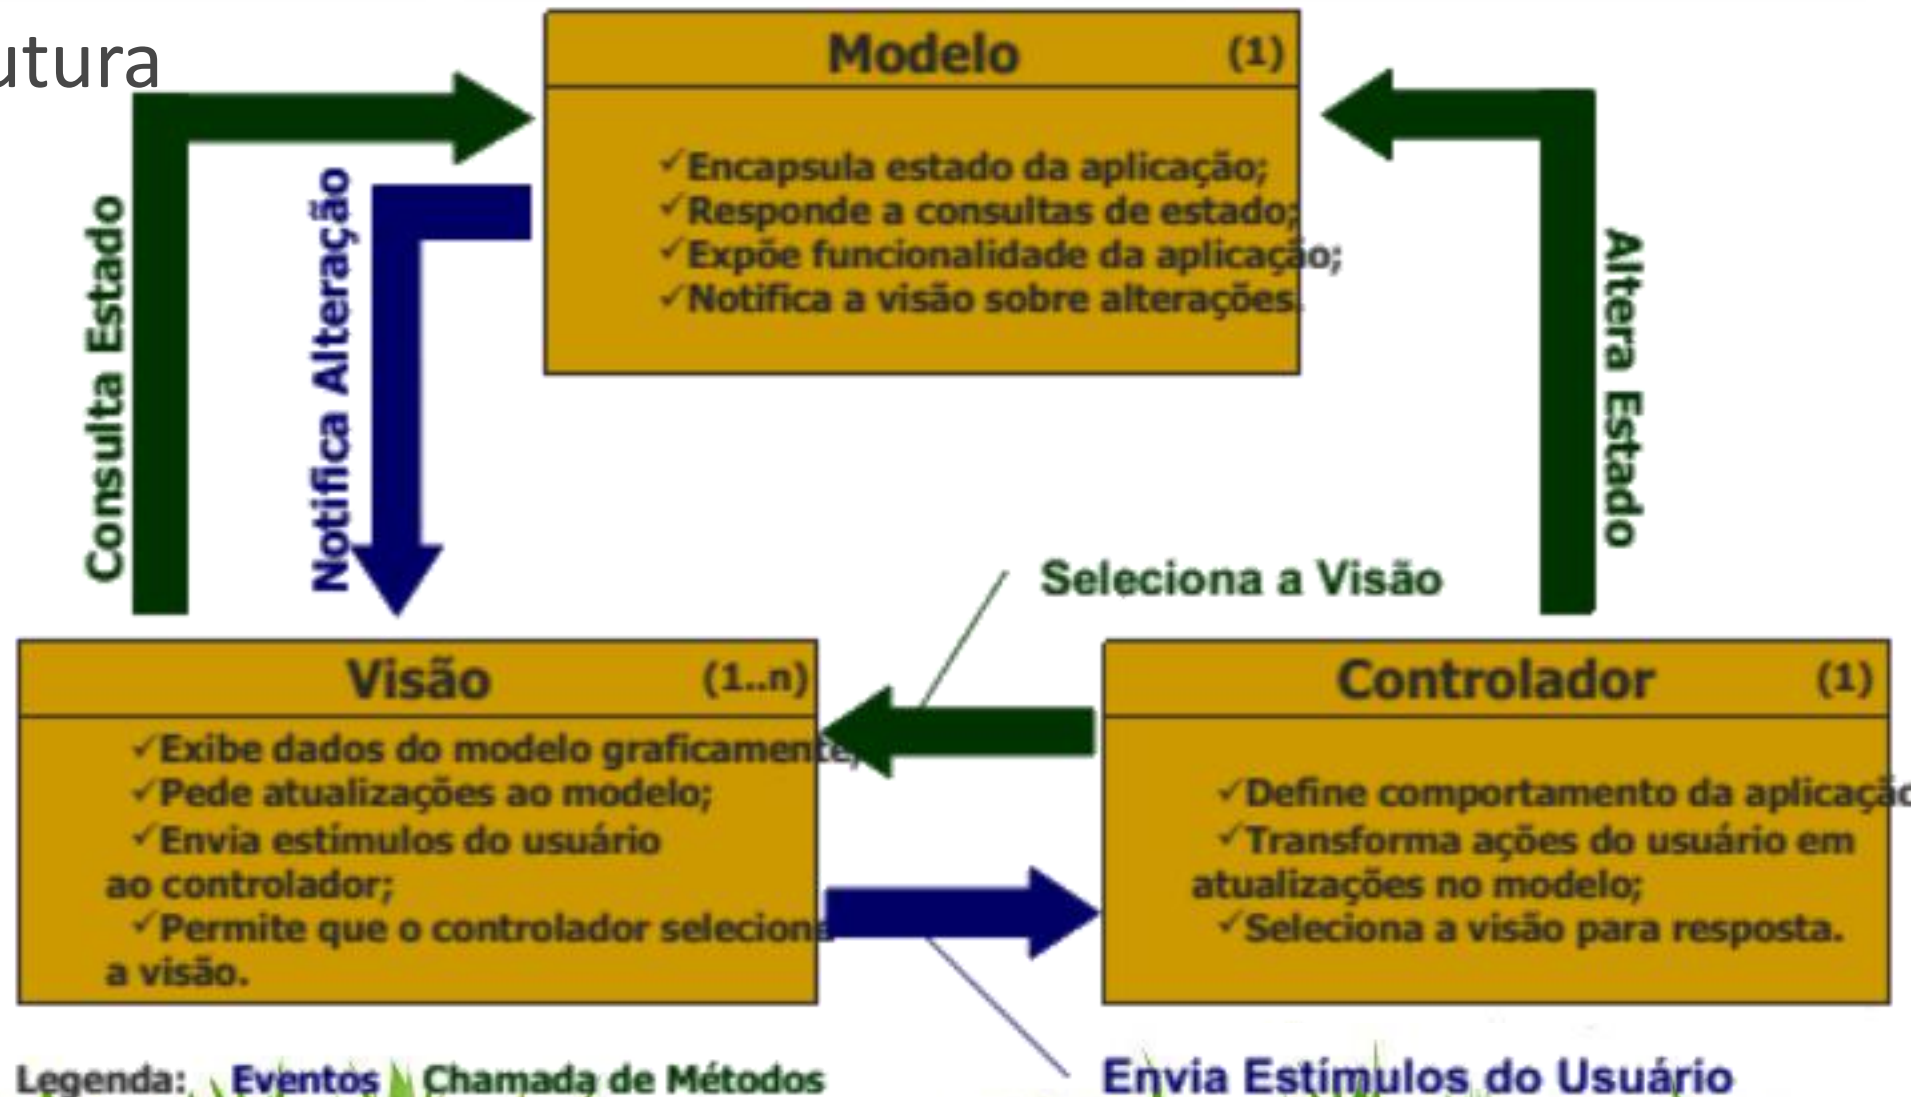 utura
Modelo (1)
✓Encapsula estado da aplicação;
✓Responde a consultas de estado;
✓Expõe funcionalidade da aplicação;
✓Notifica a visão sobre alterações.
Consulta Estado
Notifica Alteração
Altera Estado
Seleciona a Visão
Visão (1..n)
✓Exibe dados do modelo graficamente;
✓Pede atualizações ao modelo;
✓Envia estímulos do usuário
ao controlador;
✓Permite que o controlador seleciona
a visão.
Controlador (1)
✓Define comportamento da aplicação
✓Transforma ações do usuário em
atualizações no modelo;
✓Seleciona a visão para resposta.
Legenda: Eventos Chamada de Métodos
Envia Estímulos do Usuário